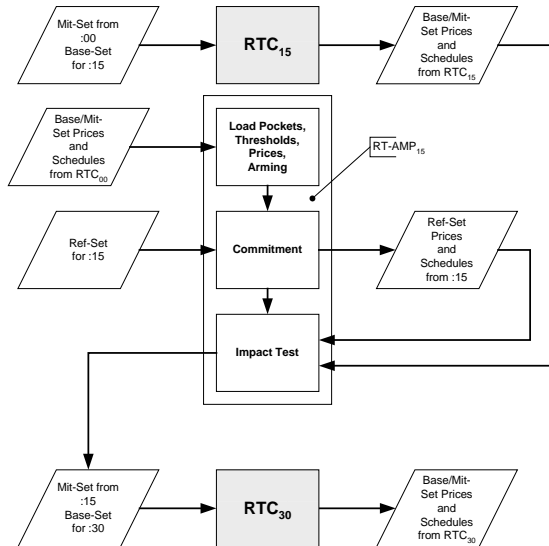 Mit-Set from
:00
Base-Set
for :15
RTC15
Base/Mit-
Set Prices
and
Schedules
from RTC15
Base/Mit-
Set Prices
and
Schedules
from RTC00
Load Pockets,
Thresholds,
Prices,
Arming
RT-AMP15
Ref-Set
for :15
Commitment
Ref-Set
Prices
and
Schedules
from :15
Impact Test
Mit-Set from
:15
Base-Set
for :30
RTC30
Base/Mit-
Set Prices
and
Schedules
from RTC30